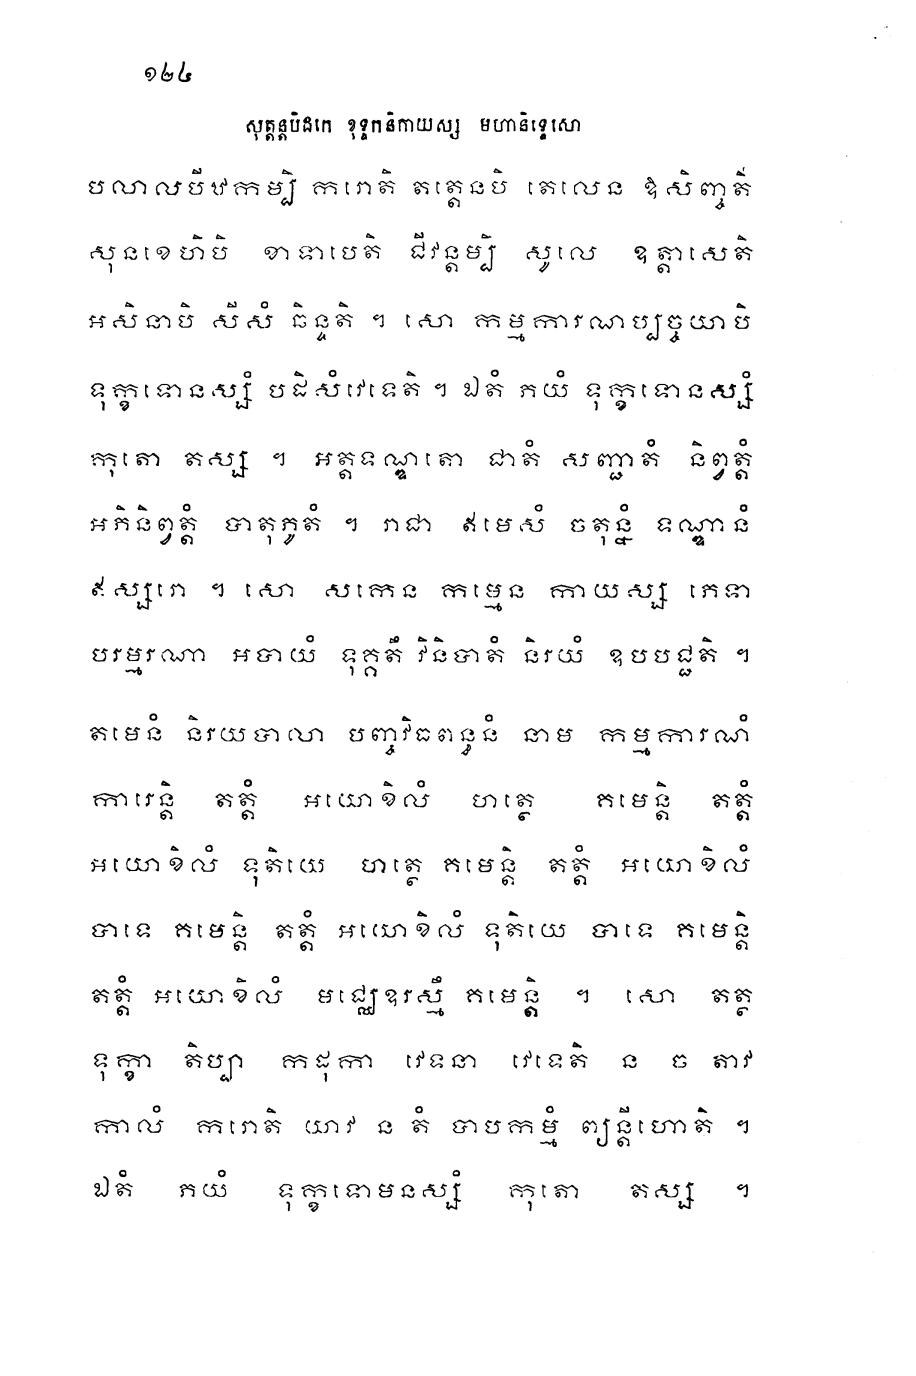 ១២៤
សុត្តន្តបិដកេ ខុទ្ទកនិកាយស្ស មហានិទ្ទេសោ
បលាលបីឋកម្បិ ករោតិ តត្តេនបិ តេលេន ឱសិញ្ចតិ
សុនខេហិបិ ខាទាបេតិ ជីវន្តម្បិ សូលេ ឧត្តាសេតិ
អសិនាបិ សីសំ ឆិន្ទតិ ។ សោ កម្មការណប្បច្ចយាបិ
ទុក្ខទោនស្សំ បដិសំវេទេតិ ។ ឯតំ ភយំ ទុក្ខទោនស្សំ
កុតោ តស្ស ។ អត្តទណ្ឌតោ ជាតំ សញ្ជាតំ និព្វត្តំ
អភិនិព្វត្តំ បាតុភូតំ ។ រាជា ឥមេសំ ចតុន្នំ ទណ្ឌានំ
ឥស្សរោ ។ សោ សកេន កម្មេន កាយស្ស ភេទា
បរម្មរណា អបាយំ ទុគ្គតឹ វិនិបាតំ និរយំ ឧបបជ្ជតិ ។
តមេនំ និរយបាលា បញ្ចវិធពន្ធនំ នាម កម្មការណំ
ការេន្តិ តត្តំ អយោខិលំ ហត្ថេ គមេន្តិ តត្តំ
អយោខិលំ ទុតិយេ ហត្ថេ គមេន្តិ តត្តំ អយោខិលំ
បាទេ គមេន្តិ តត្តំ អយោខិលំ ទុតិយេ បាទេ គមេន្តិ
តត្តំ អយោខិលំ មជ្ឈេឧរស្មឹ គមេន្តិ ។ សោ តត្ថ
ទុក្ខា តិប្បា កដុកា វេទនា វេទេតិ ន ច តាវ
កាលំ ករោតិ យាវ ន តំ បាបកម្មំ ព្យន្តីហោតិ ។
ឯតំ ភយំ ទុក្ខទោមនស្សំ កុតោ តស្ស ។